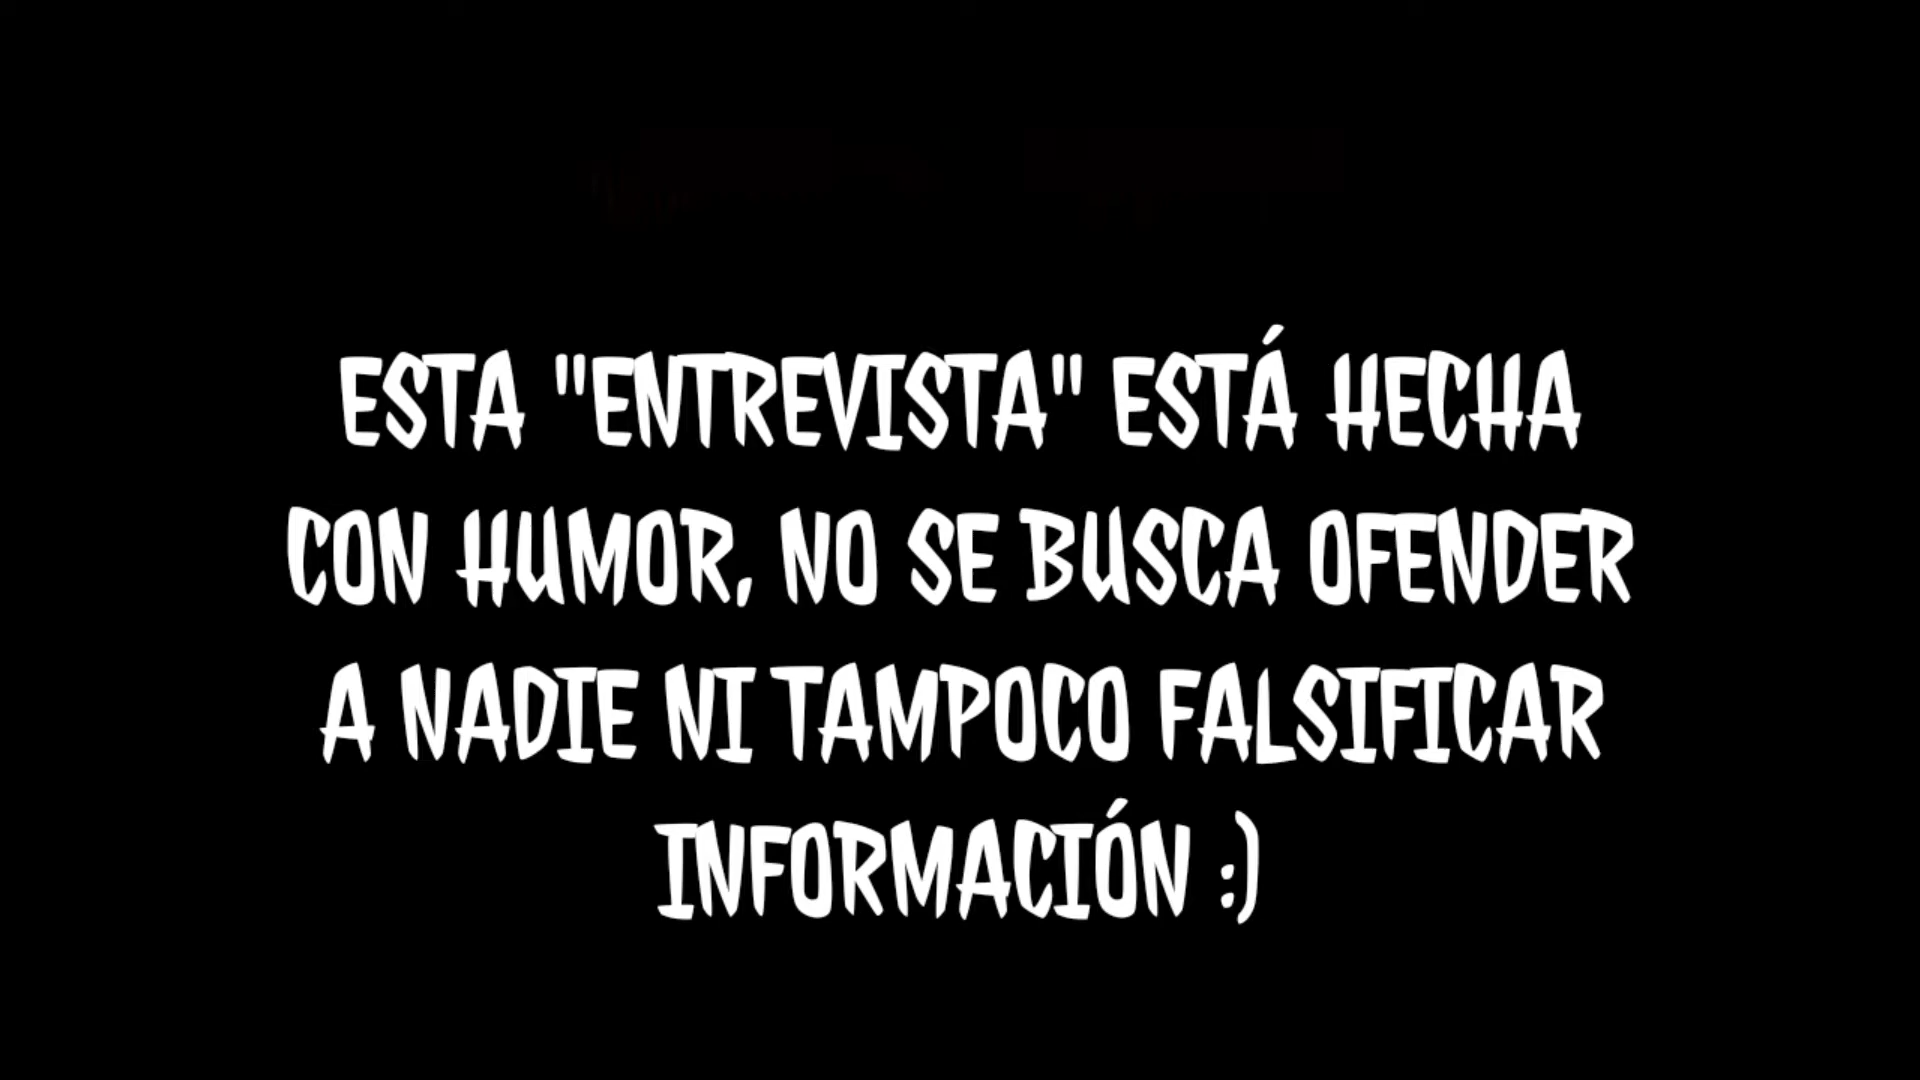 ESTA "ENTREVISTA" ESTÁ HECHA
CON HUMOR, NO SE BUSCA OFENDER
A NADIE NI TAMPOCO FALSIFICAR
INFORMACIÓN :)